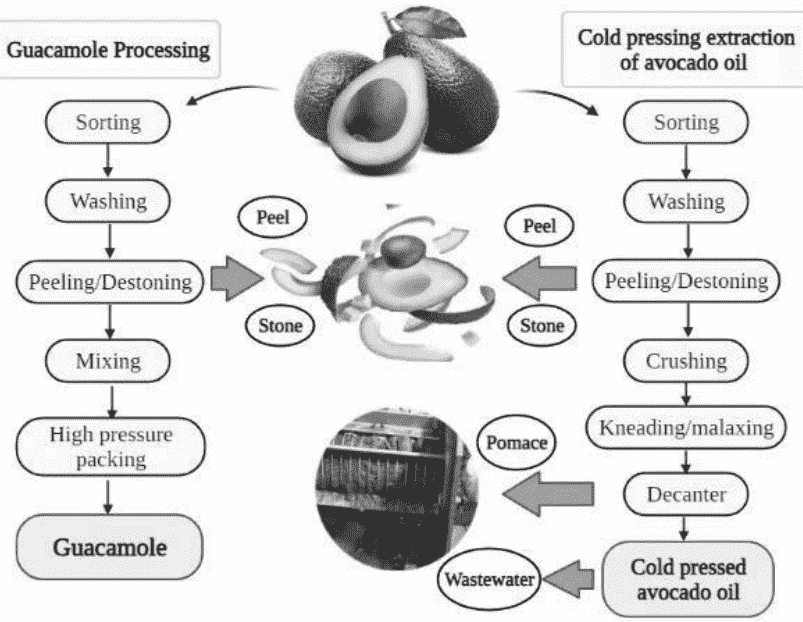 Guacamole Processing
Sorting
Washing
Peeling/Destoning
Mixing
High pressure
packing
Guacamole
Peel
Stone
Peel
Stone
Pomace
Wastewater
Cold pressing extraction
of avocado oil
Sorting
Washing
Peeling/Destoning
Crushing
Kneading/malaxing
Decanter
Cold pressed
avocado oil